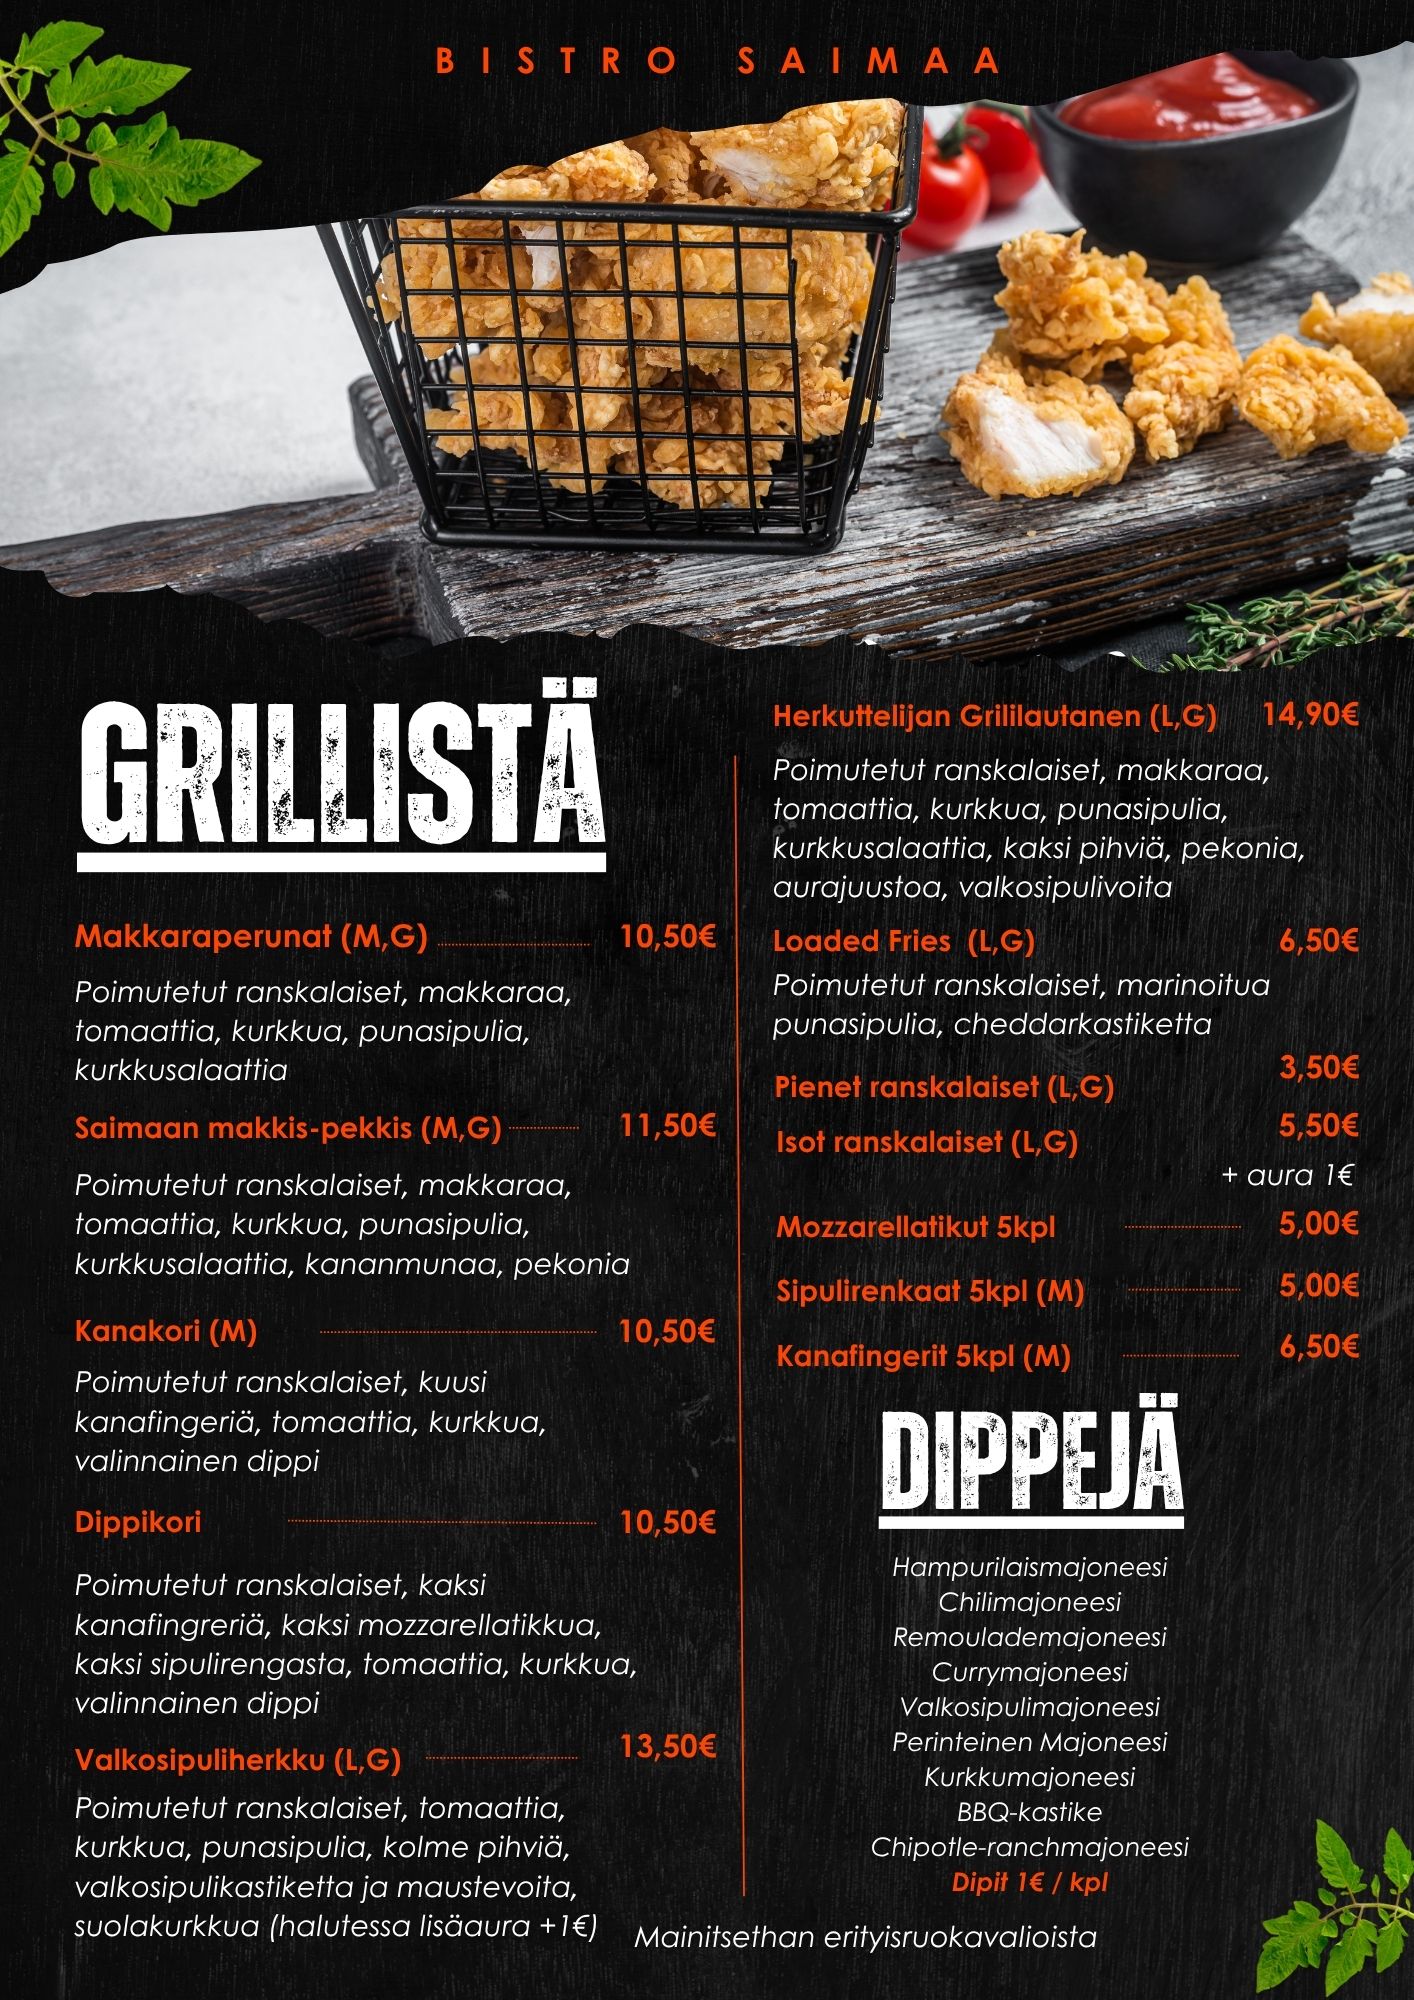 BISTRO SAIMAA
GRILLISTÄ
Makkaraperunat (M,G) 10,50€
Poimutetut ranskalaiset, makkaraa,
tomaattia, kurkkua, punasipulia,
kurkkusalaattia
Saimaan makkis-pekkis (M,G) 11,50€
Poimutetut ranskalaiset, makkaraa,
tomaattia, kurkkua, punasipulia,
kurkkusalaattia, kananmunaa, pekonia
Kanakori (M) 10,50€
Poimutetut ranskalaiset, kuusi
kanafingeriä, tomaattia, kurkkua,
valinnainen dippi
Dippikori 10,50€
Poimutetut ranskalaiset, kaksi
kanafingreriä, kaksi mozzarellatikkua,
kaksi sipulirengasta, tomaattia, kurkkua,
valinnainen dippi
Valkosipuliherkku (L,G) 13,50€
Poimutetut ranskalaiset, tomaattia,
kurkkua, punasipulia, kolme pihviä,
valkosipulikastiketta ja maustevoita,
suolakurkkua (halutessa lisäaura +1€)
Herkuttelijan Grililautanen (L,G) 14,90€
Poimutetut ranskalaiset, makkaraa,
tomaattia, kurkkua, punasipulia,
kurkkusalaattia, kaksi pihviä, pekonia,
aurajuustoa, valkosipulivoita
Loaded Fries (L,G) 6,50€
Poimutetut ranskalaiset, marinoitua
punasipulia, cheddarkastiketta
Pienet ranskalaiset (L,G) 3,50€
Isot ranskalaiset (L,G) 5,50€
+ aura 1€
Mozzarellatikut 5kpl 5,00€
Sipulirenkaat 5kpl (M) 5,00€
Kanafingerit 5kpl (M) 6,50€
DIPPEJÄ
Hampurilaismajoneesi
Chilimajoneesi
Remoulademajoneesi
Currymajoneesi
Valkosipulimajoneesi
Perinteinen Majoneesi
Kurkkumajoneesi
BBQ-kastike
Chipotle-ranchmajoneesi
Dipit 1€ / kpl
Mainitsethan erityisruokavalioista